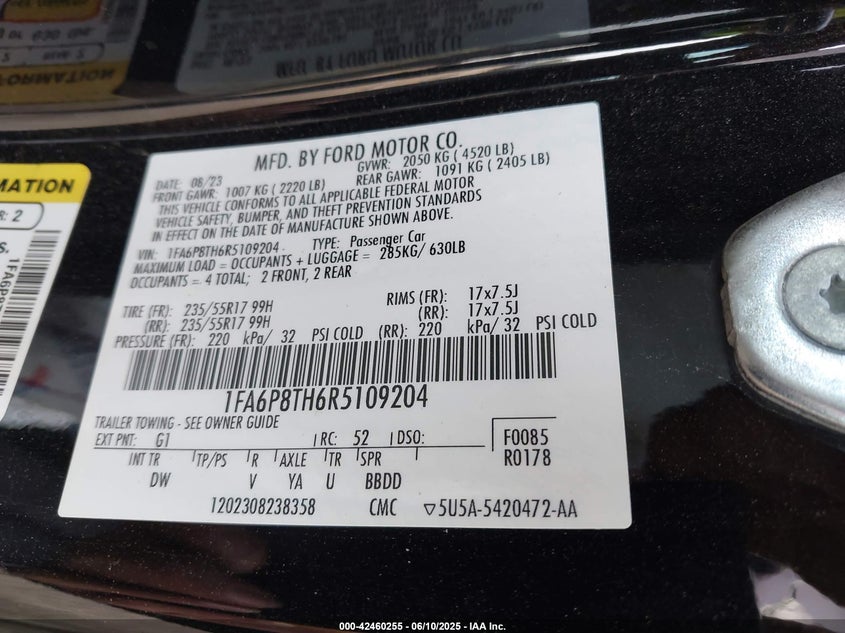 MFD. BY FORD MOTOR CO.
DATE: 06/23 GVWR: 2050 KG ( 4520 LB)
FRONT GAWR: 1007 KG ( 2220 LB) REAR GAWR: 1091 KG ( 2405 LB)
THIS VEHICLE CONFORMS TO ALL APPLICABLE FEDERAL MOTOR
VEHICLE SAFETY, BUMPER, AND THEFT PREVENTION STANDARDS
IN EFFECT ON THE DATE OF MANUFACTURE SHOWN ABOVE.
VIN: 1FA6P8TH6R5109204 TYPE: Passenger Car
MAXIMUM LOAD = OCCUPANTS + LUGGAGE = 285KG/ 630LB
OCCUPANTS = 4 TOTAL; 2 FRONT, 2 REAR
TIRE (FR): 235/55R17 99H RIMS (FR): 17x7.5J
(RR): 235/55R17 99H (RR): 17x7.5J
PRESSURE (FR): 220 kPa/ 32 PSI COLD (RR): 220 kPa/ 32 PSI COLD
1FA6P8TH6R5109204
TRAILER TOWING - SEE OWNER GUIDE
EXT PNT: G1 RC: 52 DSO: F0085
INT TR TP/PS R AXLE TR SPR R0178
DW V YA U BBDD
1202308238358 CMC 5U5A-5420472-AA
MATION
R: 2
000-42460255 - 06/10/2025 - IAA Inc.